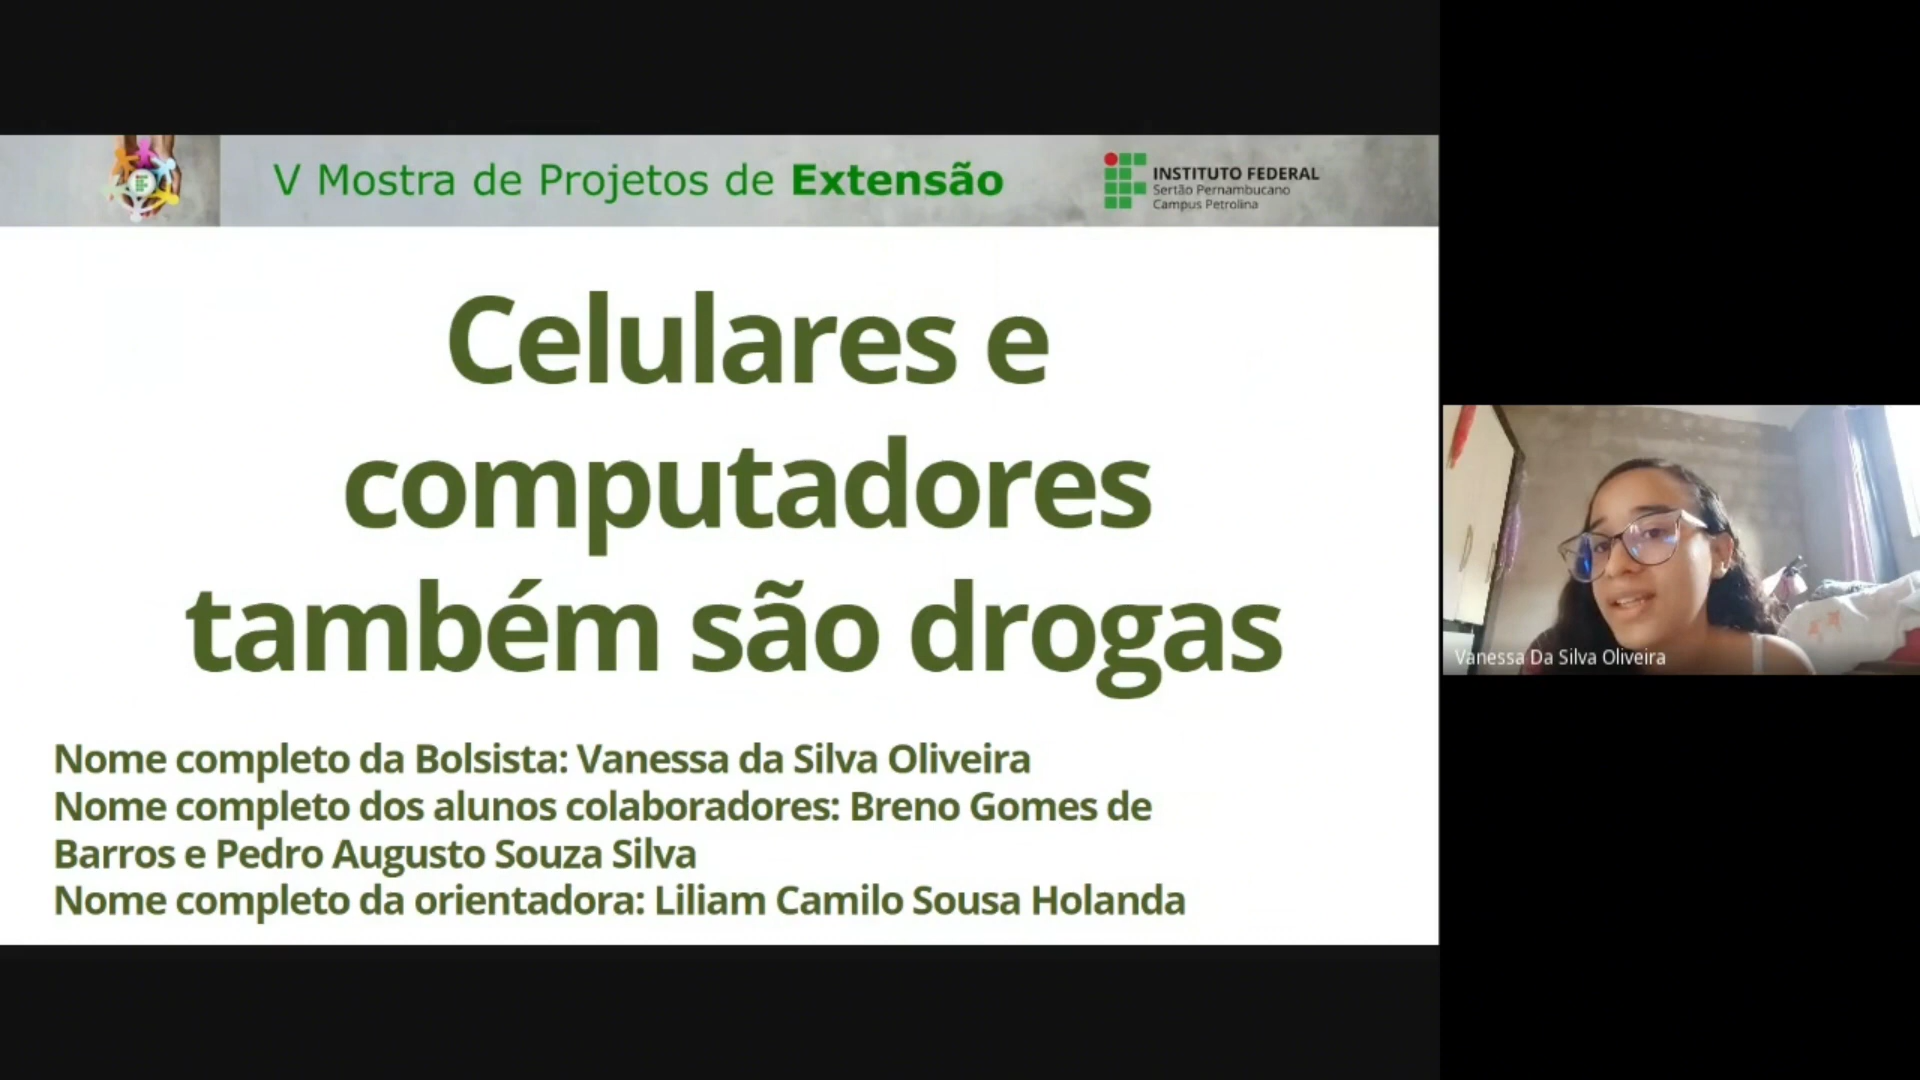 V Mostra de Projetos de Extensão
INSTITUTO FEDERAL
Sertão Pernambucano
Campus Petrolina
Celulares e
computadores
também são drogas
Nome completo da Bolsista: Vanessa da Silva Oliveira
Nome completo dos alunos colaboradores: Breno Gomes de
Barros e Pedro Augusto Souza Silva
Nome completo da orientadora: Liliam Camilo Sousa Holanda
Vanessa Da Silva Oliveira